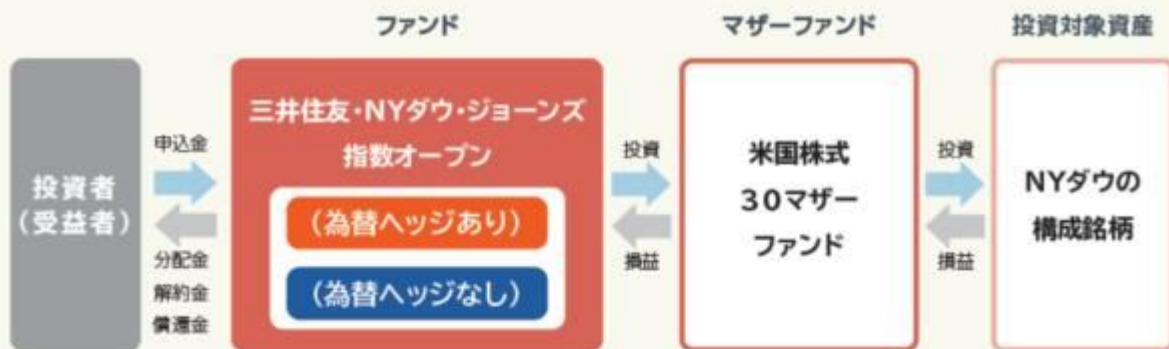 ファンド
マザーファンド
投資対象資産
投資者
(受益者)
申込金
分配金
解約金
償還金
三井住友・NYダウ・ジョーンズ
指数オープン
(為替ヘッジあり)
(為替ヘッジなし)
投資
損益
米国株式
30マザー
ファンド
投資
損益
NYダウの
構成銘柄